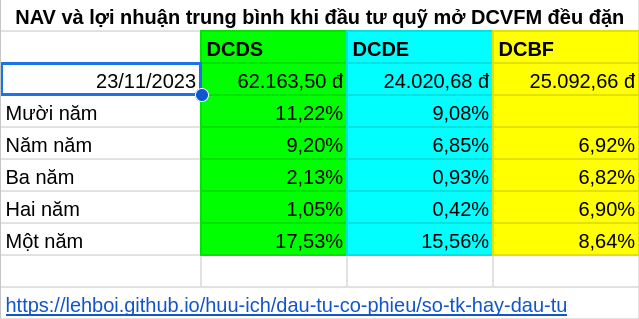 NAV và lợi nhuận trung bình khi đầu tư quỹ mở DCVFM đều đặn
DCDS DCDE DCBF
23/11/2023 62.163,50 đ 24.020,68 đ 25.092,66 đ
Mười năm 11,22% 9,08%
Năm năm 9,20% 6,85% 6,92%
Ba năm 2,13% 0,93% 6,82%
Hai năm 1,05% 0,42% 6,90%
Một năm 17,53% 15,56% 8,64%
https://lehboi.github.io/huu-ich/dau-tu-co-phieu/so-tk-hay-dau-tu